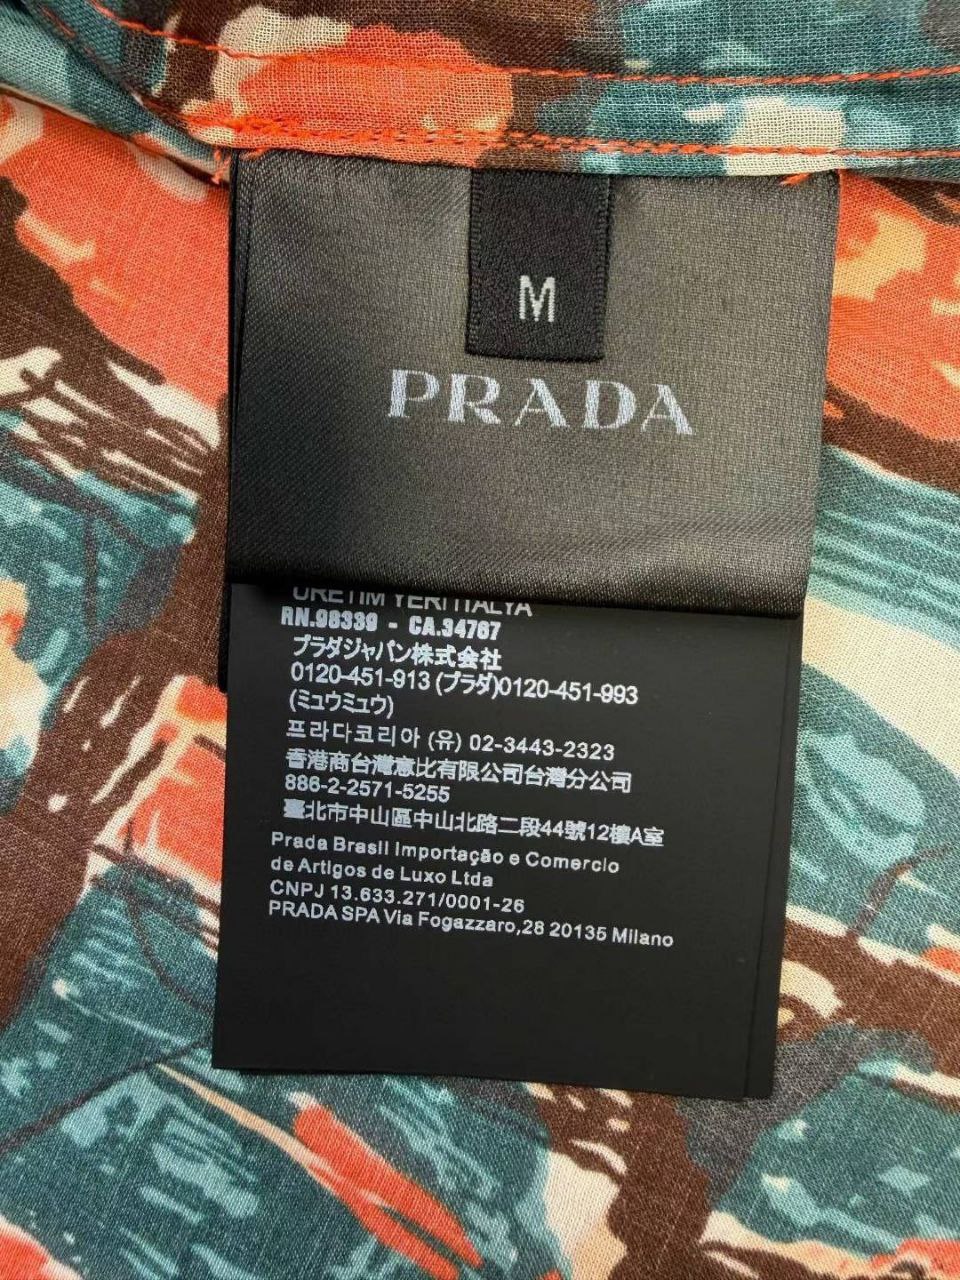 M
PRADA
URETIM YERI ITALYA
RN.98339 - CA.34767
プラダジャパン株式会社
0120-451-913 (プラダ)0120-451-993
(ミュウミュウ)
프라다코리아 (유) 02-3443-2323
香港商台灣意比有限公司台灣分公司
886-2-2571-5255
臺北市中山區中山北路二段44號12樓A室
Prada Brasil Importação e Comercio
de Artigos de Luxo Ltda
CNPJ 13.633.271/0001-26
PRADA SPA Via Fogazzaro,28 20135 Milano